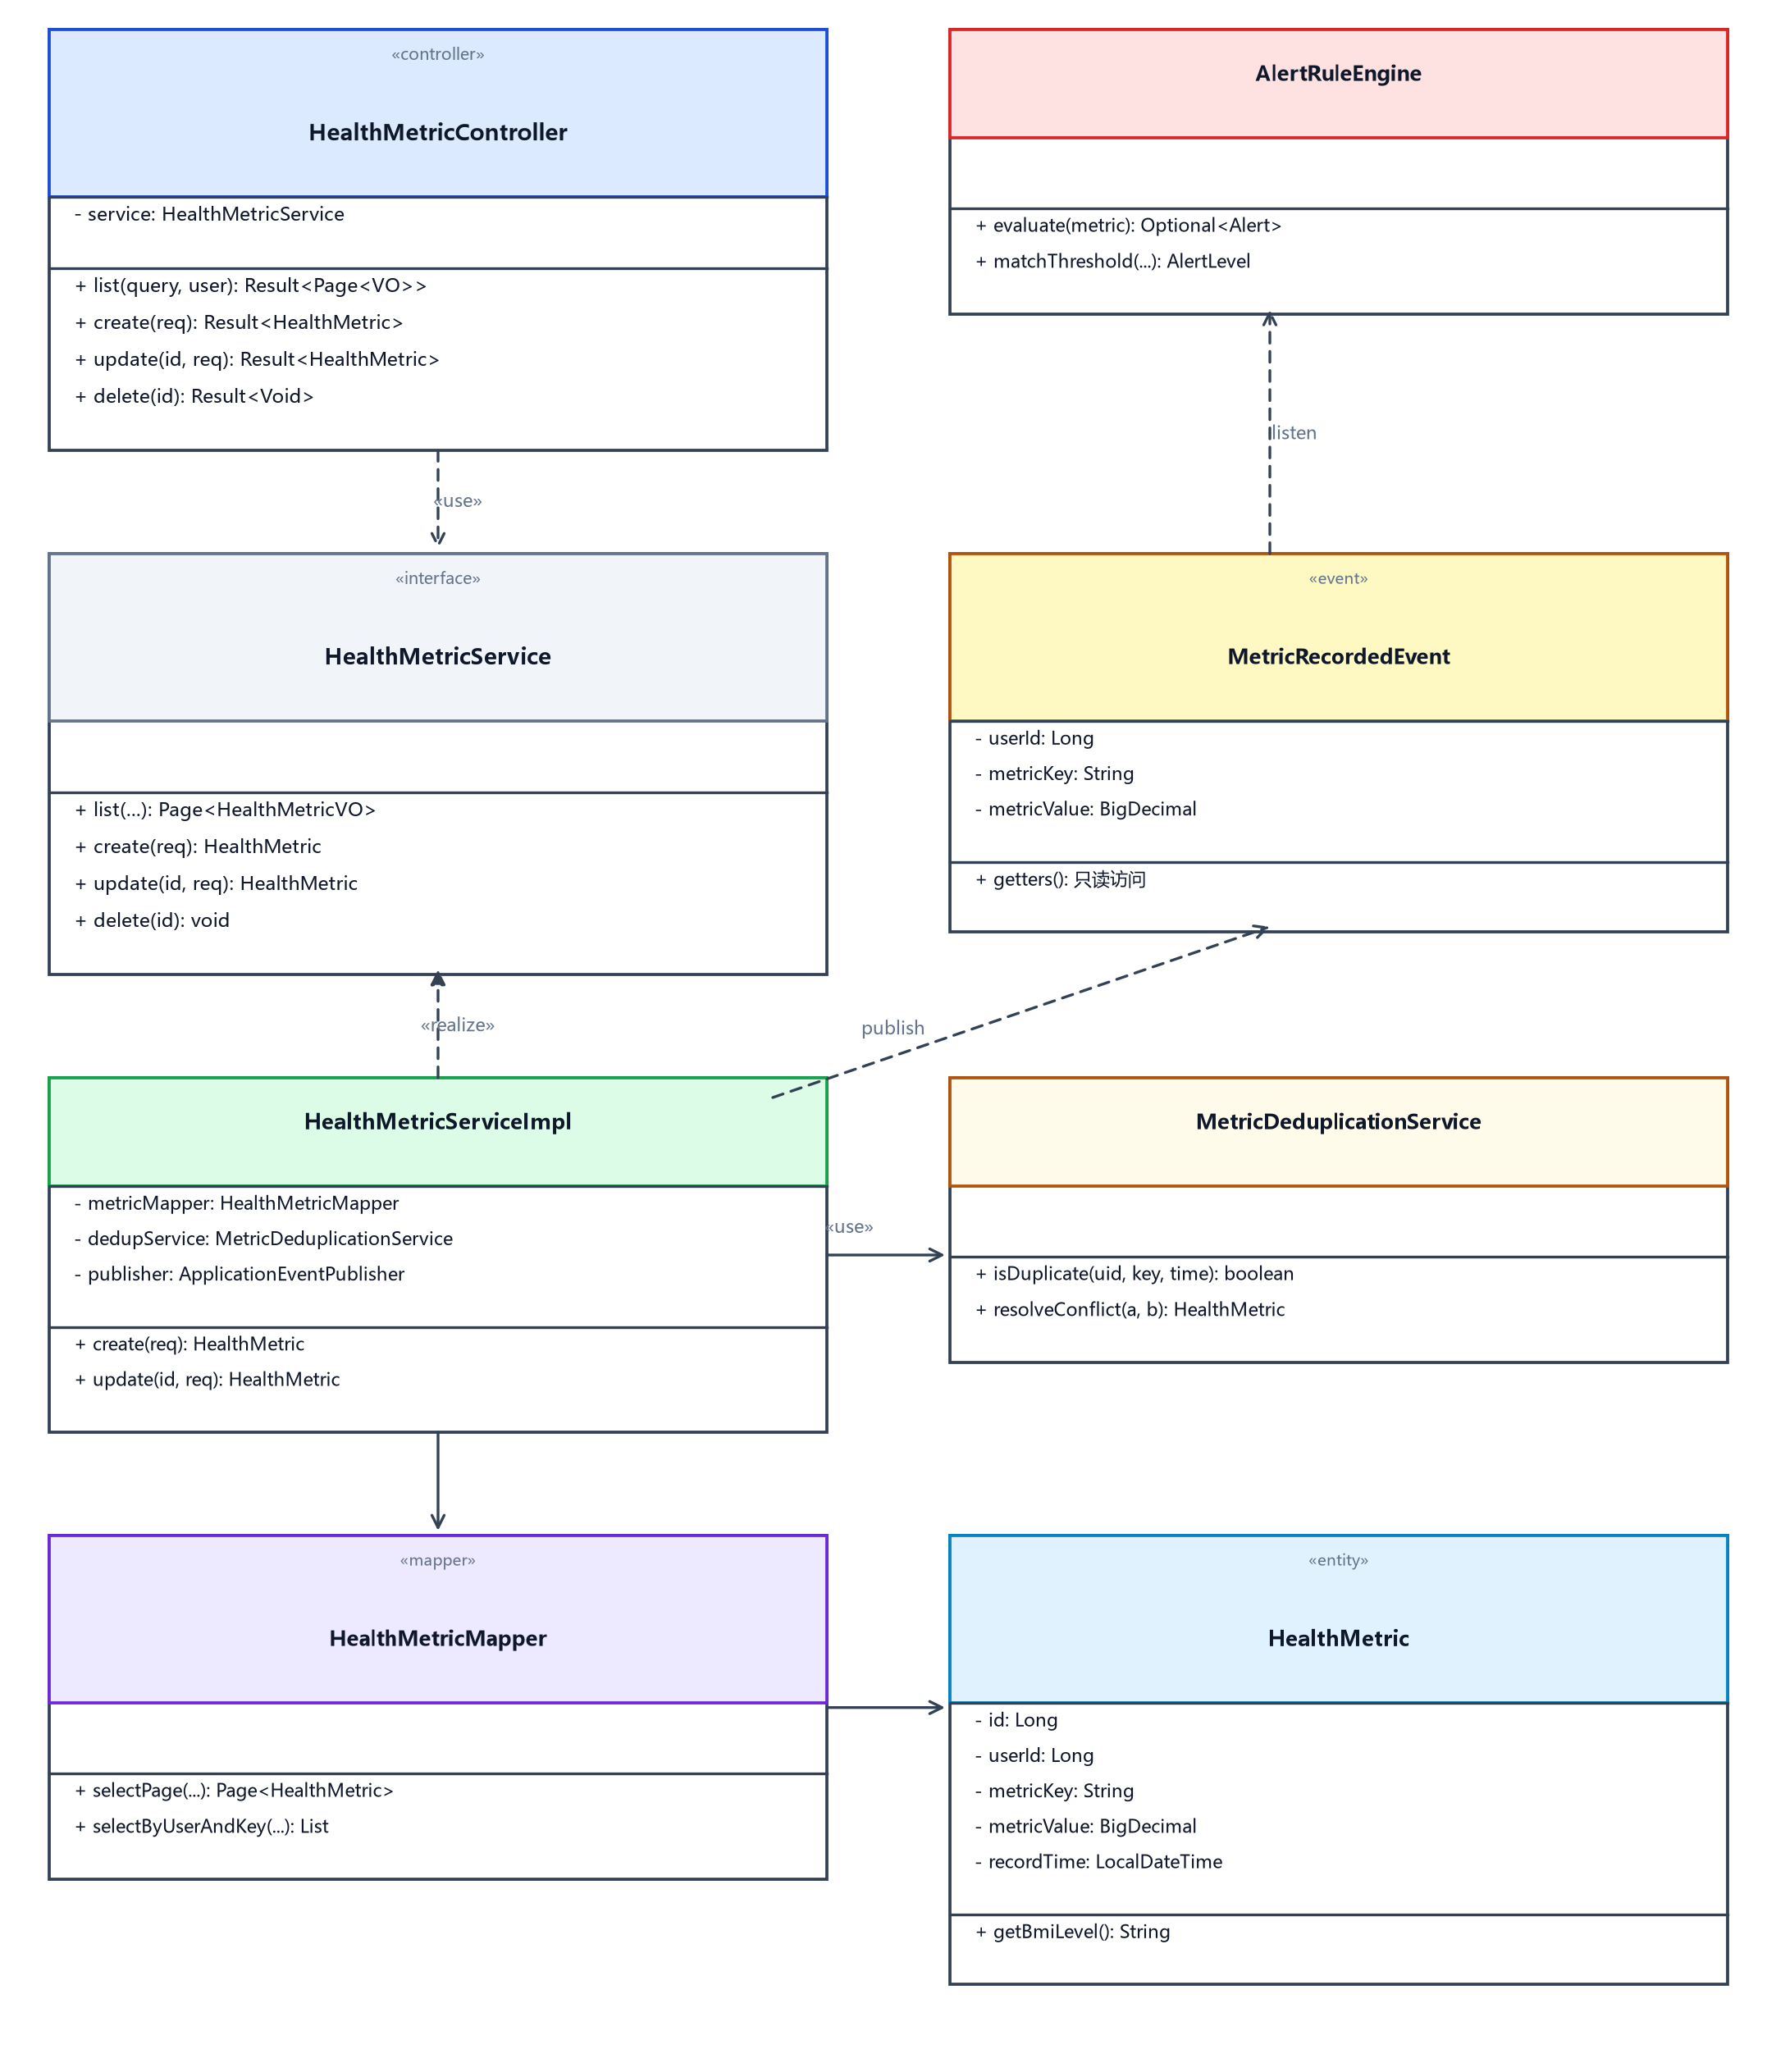 «controller»
HealthMetricController
- service: HealthMetricService
+ list(query, user): Result<Page<VO>>
+ create(req): Result<HealthMetric>
+ update(id, req): Result<HealthMetric>
+ delete(id): Result<Void>
AlertRuleEngine
+ evaluate(metric): Optional<Alert>
+ matchThreshold(...): AlertLevel
«use»
listen
«interface»
HealthMetricService
+ list(...): Page<HealthMetricVO>
+ create(req): HealthMetric
+ update(id, req): HealthMetric
+ delete(id): void
«event»
MetricRecordedEvent
- userId: Long
- metricKey: String
- metricValue: BigDecimal
+ getters(): 只读访问
«realize»
publish
HealthMetricServiceImpl
- metricMapper: HealthMetricMapper
- dedupService: MetricDeduplicationService
- publisher: ApplicationEventPublisher
+ create(req): HealthMetric
+ update(id, req): HealthMetric
«use»
MetricDeduplicationService
+ isDuplicate(uid, key, time): boolean
+ resolveConflict(a, b): HealthMetric
«mapper»
HealthMetricMapper
+ selectPage(...): Page<HealthMetric>
+ selectByUserAndKey(...): List
«entity»
HealthMetric
- id: Long
- userId: Long
- metricKey: String
- metricValue: BigDecimal
- recordTime: LocalDateTime
+ getBmiLevel(): String